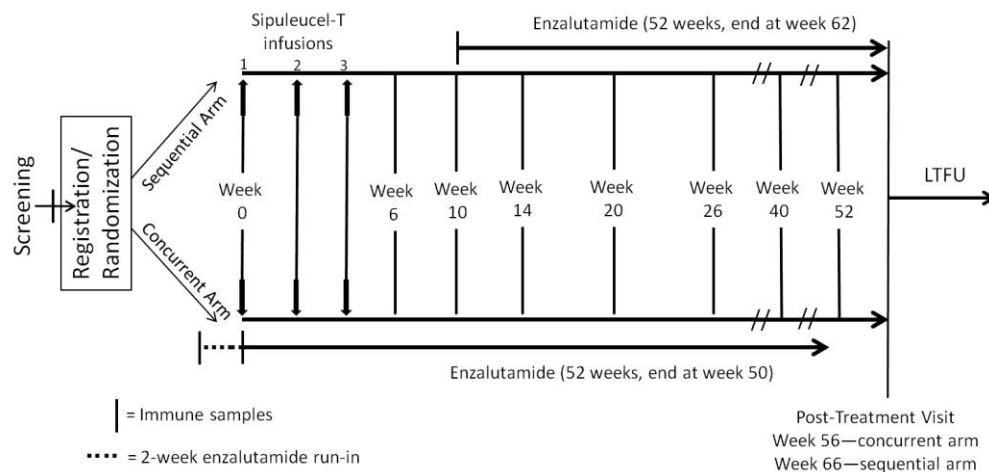 Enzalutamide (52 weeks, end at week 62)
Sipuleucel-T
infusions
1 2 3
Screening
Registration/
Randomization
Sequential Arm
Concurrent Arm
Week
0
Week
6
Week
10
Week
14
Week
20
Week
26
Week
40
Week
52
LTFU
Enzalutamide (52 weeks, end at week 50)
= Immune samples
= 2-week enzalutamide run-in
Post-Treatment Visit
Week 56—concurrent arm
Week 66—sequential arm